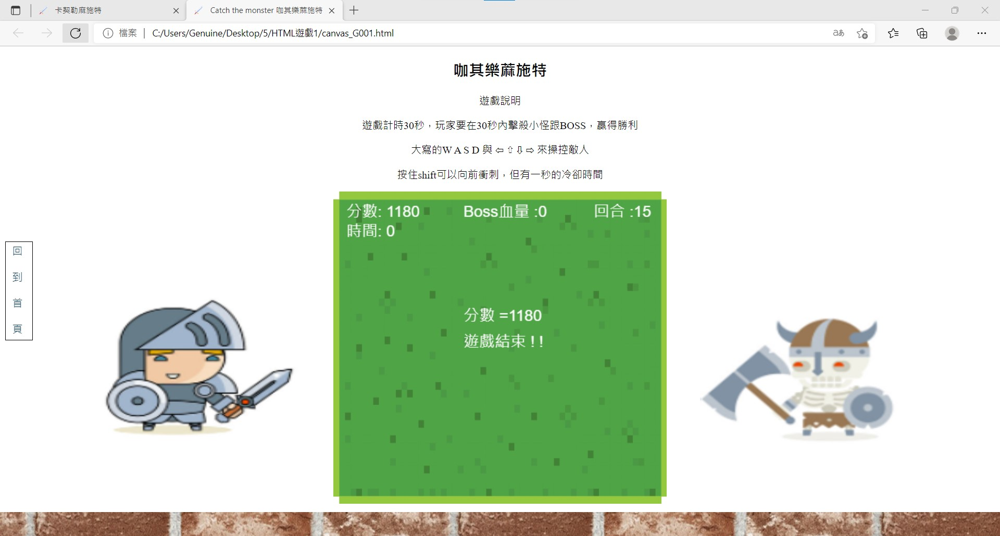 卡契勒麻施特
Catch the monster 咖其樂蔴施特
檔案
C:/Users/Genuine/Desktop/5/HTML遊戲1/canvas_G001.html
aあ
咖其樂蔴施特
遊戲說明
遊戲計時30秒，玩家要在30秒內擊殺小怪跟BOSS，贏得勝利
大寫的W A S D 與 ⇦ ⇧ ⇩ ⇨ 來操控敵人
按住shift可以向前衝刺，但有一秒的冷卻時間
分數: 1180 Boss血量 :0 回合 :15
時間: 0
分數 =1180
遊戲結束 ! !
回
到
首
頁